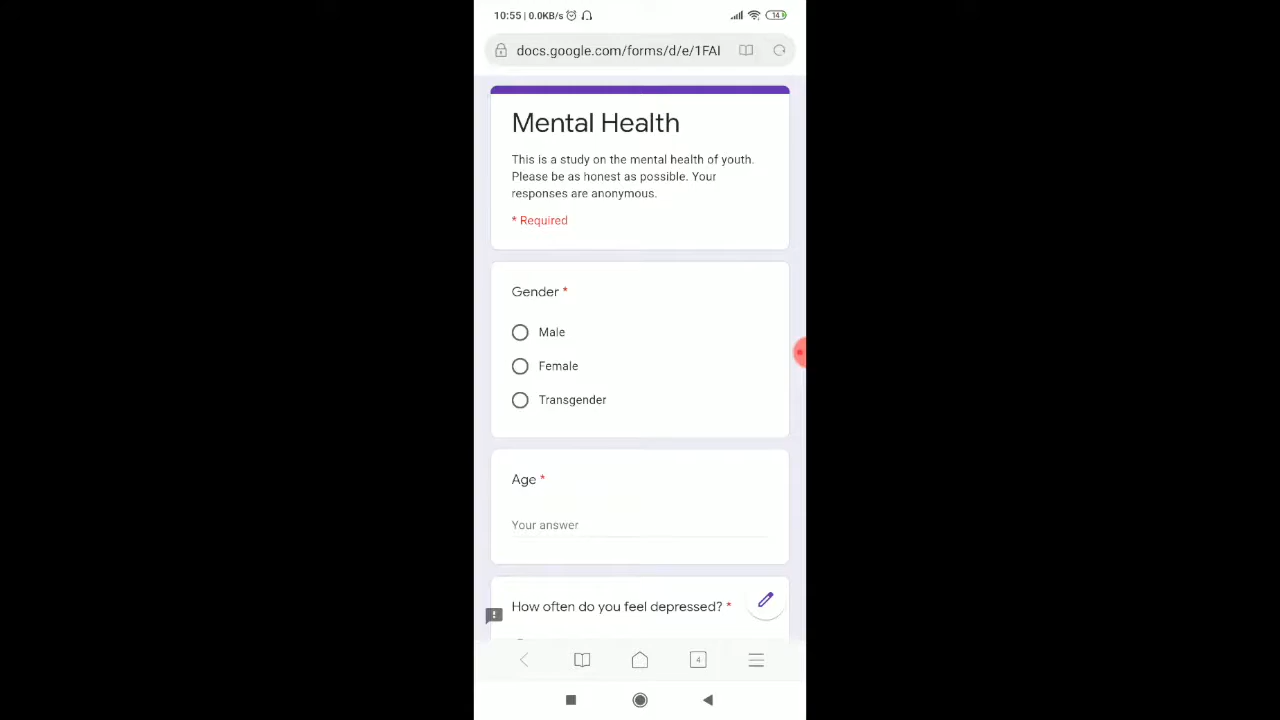 10:55 | 0.0KB/s
14
docs.google.com/forms/d/e/1FAI
Mental Health
This is a study on the mental health of youth.
Please be as honest as possible. Your
responses are anonymous.
* Required
Gender *
Male
Female
Transgender
Age *
Your answer
How often do you feel depressed? *
4